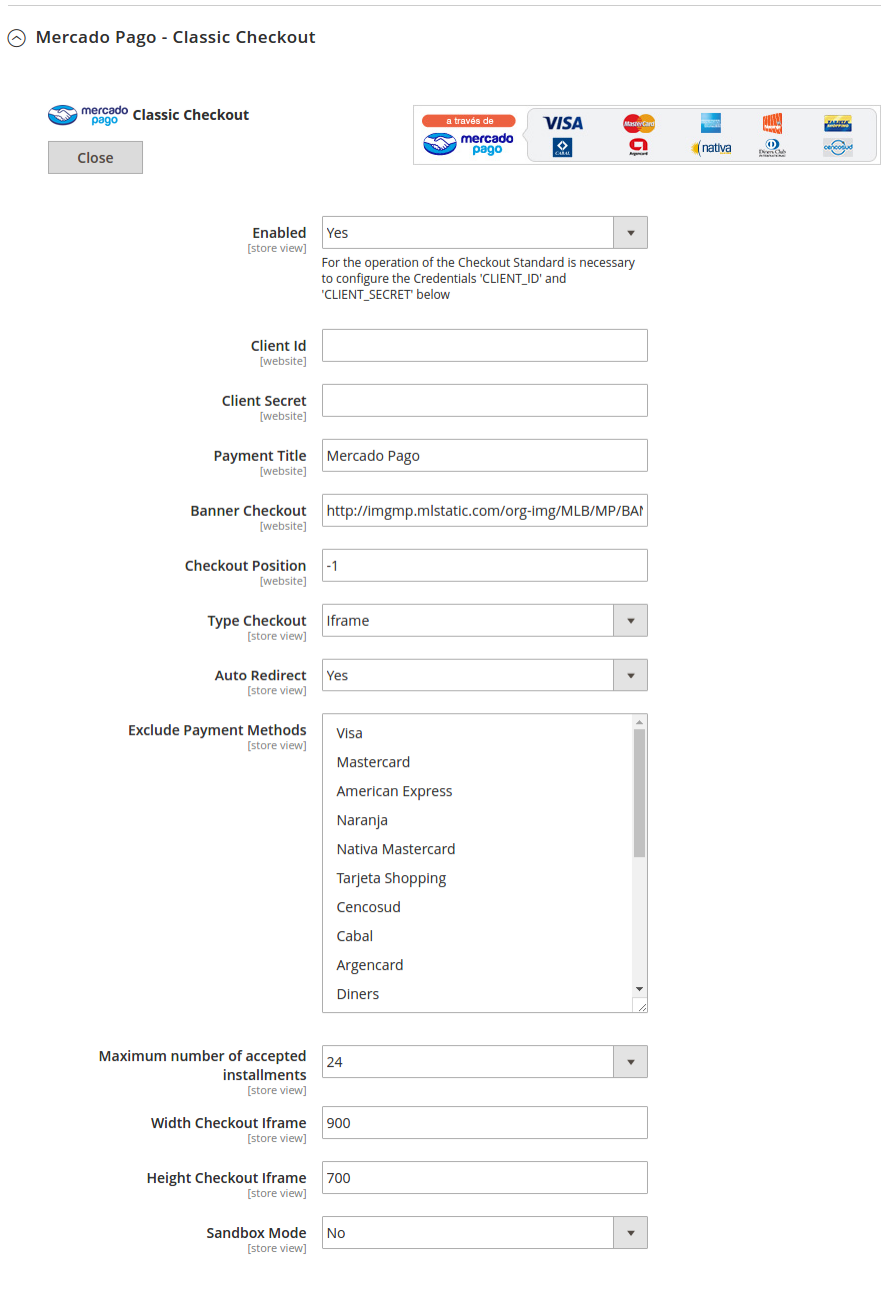 Mercado Pago - Classic Checkout
mercado pago Classic Checkout
Close
a través de
mercado pago
VISA
MasterCard
TARJETA SHOPPING
CABAL
Argencard
nativa
Diners Club INTERNATIONAL
cencosud
Enabled
[store view]
Yes
For the operation of the Checkout Standard is necessary
to configure the Credentials 'CLIENT_ID' and
'CLIENT_SECRET' below
Client Id
[website]
Client Secret
[website]
Payment Title
[website]
Mercado Pago
Banner Checkout
[website]
http://imgmp.mlstatic.com/org-img/MLB/MP/BAN
Checkout Position
[website]
-1
Type Checkout
[store view]
Iframe
Auto Redirect
[store view]
Yes
Exclude Payment Methods
[store view]
Visa
Mastercard
American Express
Naranja
Nativa Mastercard
Tarjeta Shopping
Cencosud
Cabal
Argencard
Diners
Maximum number of accepted
installments
[store view]
24
Width Checkout Iframe
[store view]
900
Height Checkout Iframe
[store view]
700
Sandbox Mode
[store view]
No